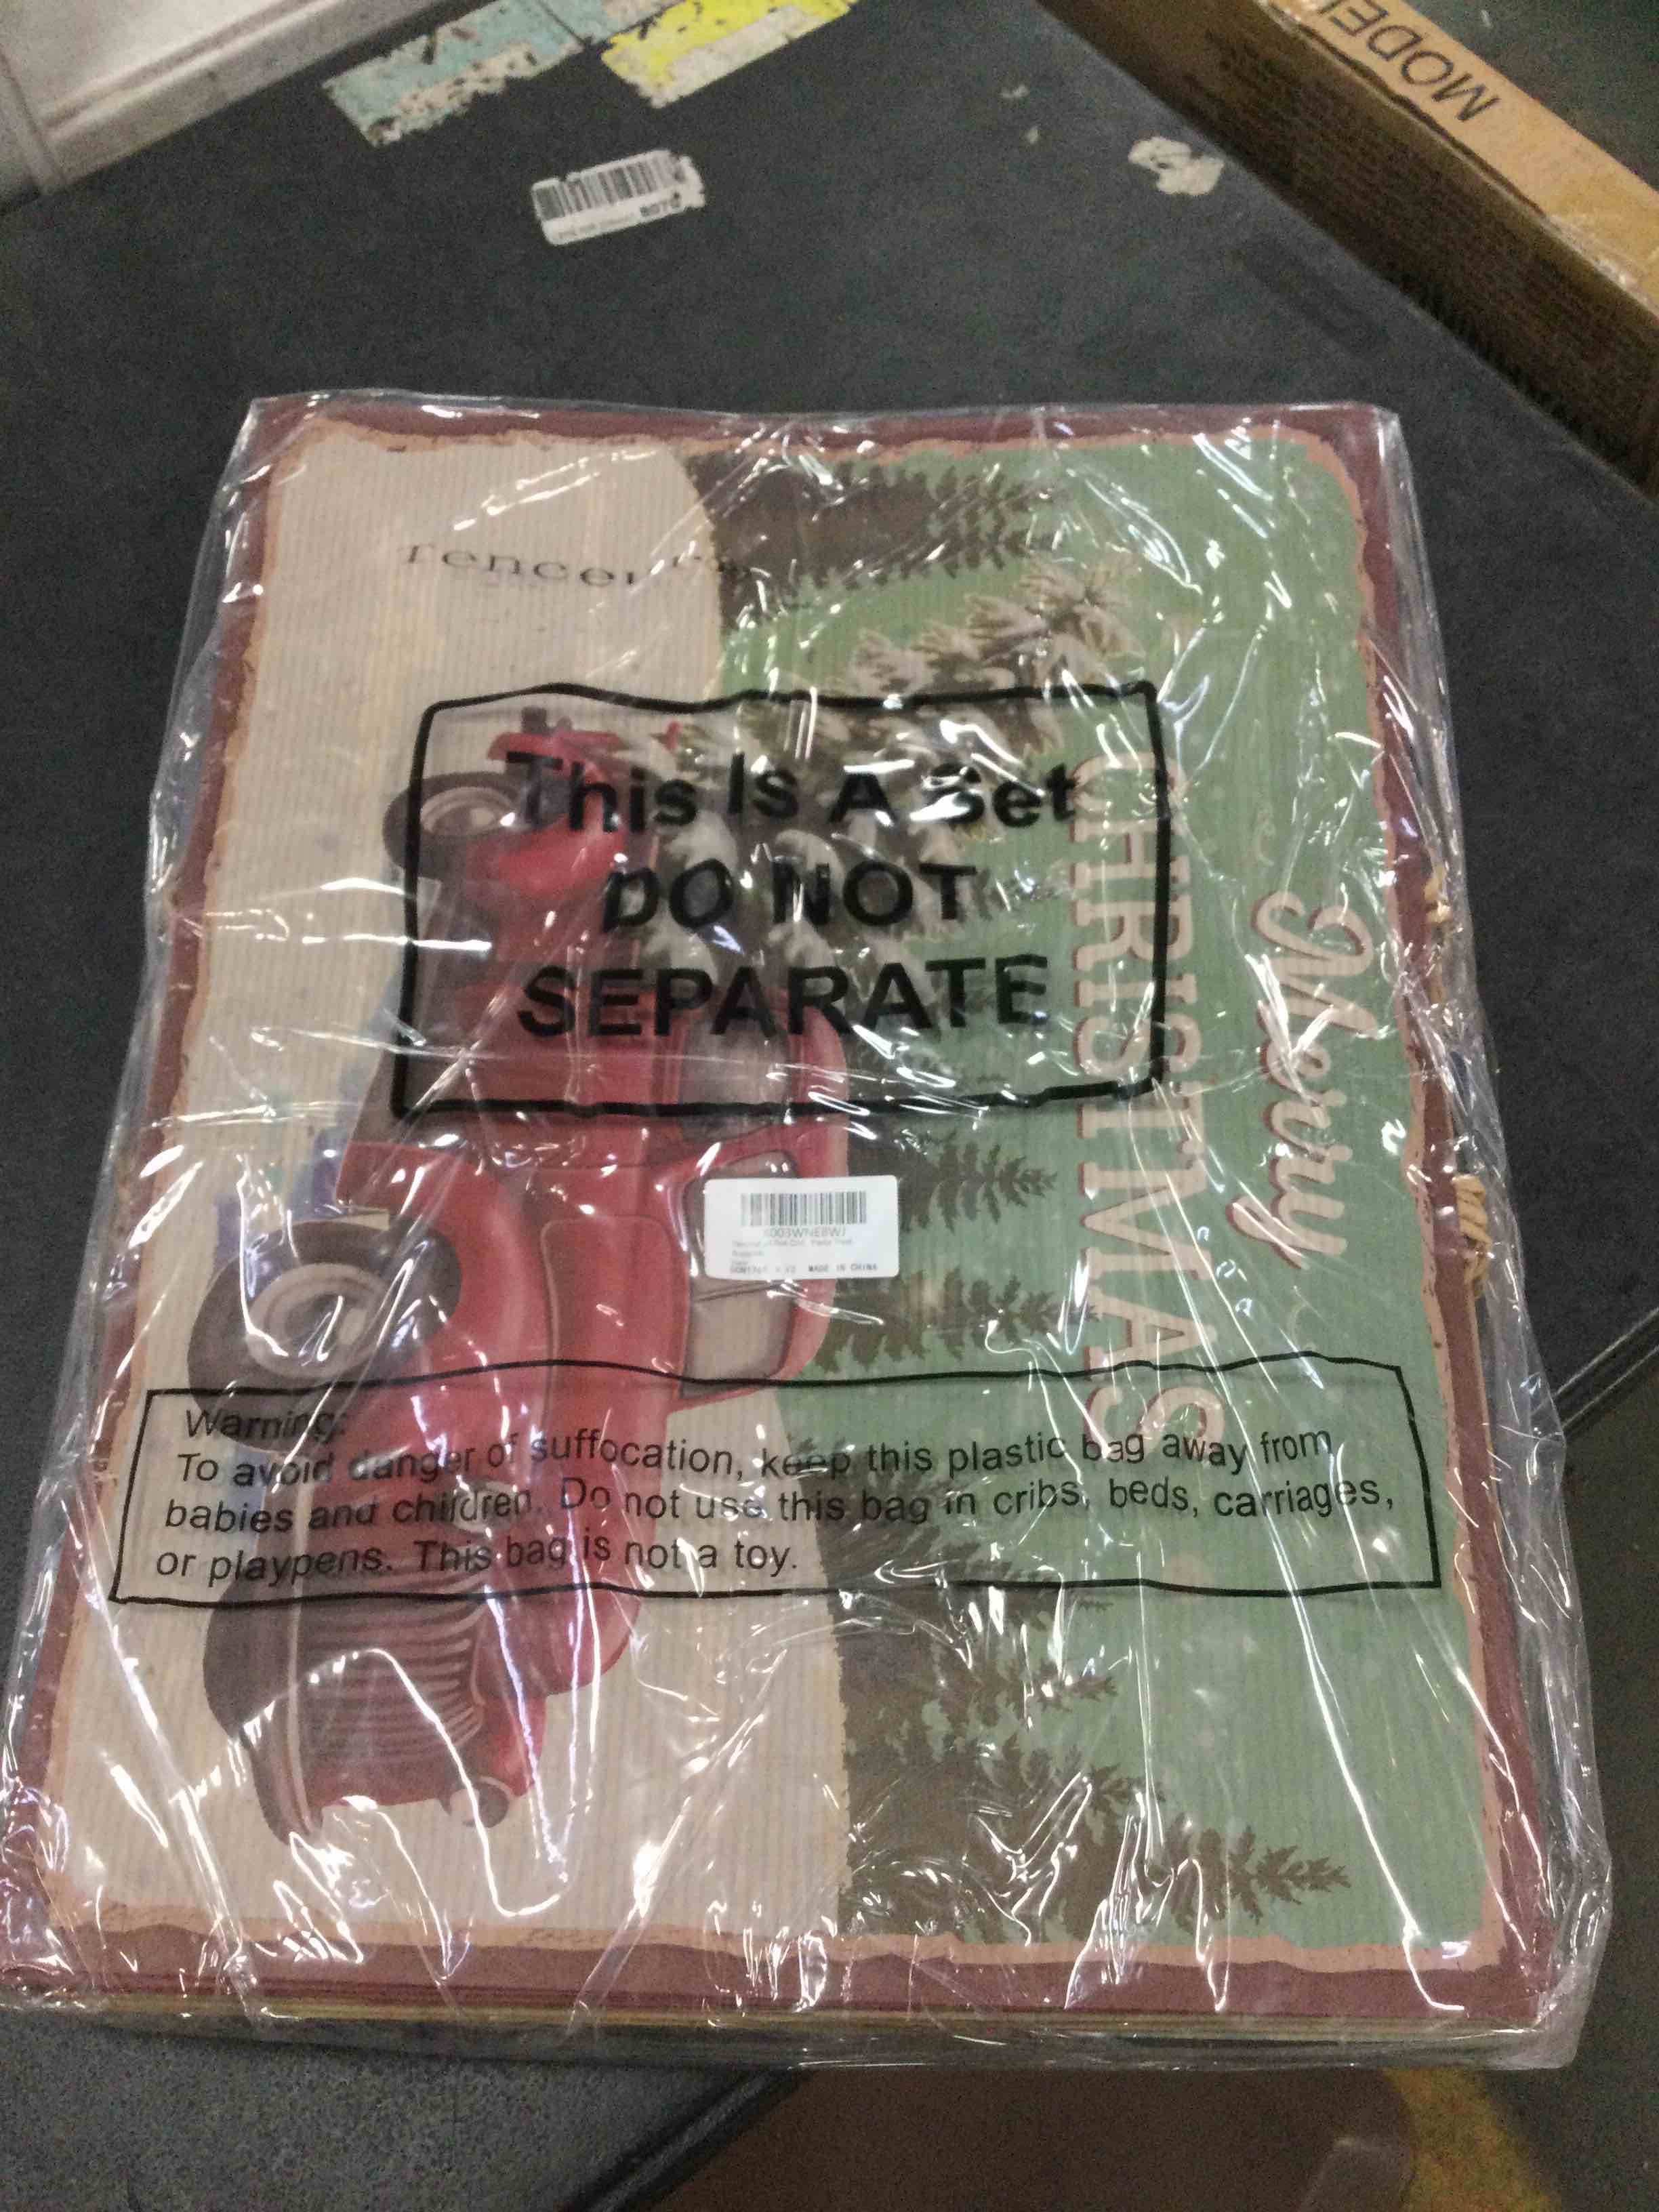 MODEL
This Is A Set
DO NOT
SEPARATE
Merry
CHRISTMAS
MADE IN CHINA
Warning:
To avoid danger of suffocation, keep this plastic bag away from
babies and children. Do not use this bag in cribs, beds, carriages,
or playpens. This bag is not a toy.